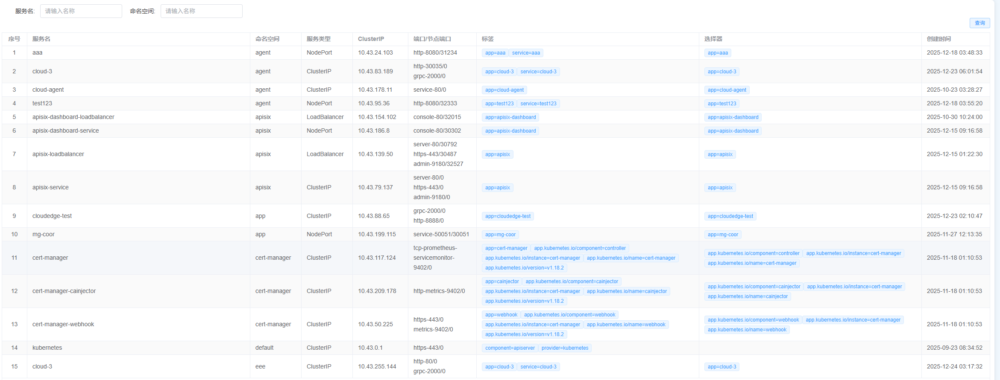 服务名: 请输入名称 命名空间: 请输入名称
查询
序号 服务名 命名空间 服务类型 ClusterIP 端口/节点端口 标签 选择器 创建时间
1 aaa agent NodePort 10.43.24.103 http-8080/31234 app=aaa service=aaa app=aaa 2025-12-18 03:48:33
2 cloud-3 agent ClusterIP 10.43.83.189 http-30035/0
grpc-2000/0 app=cloud-3 service=cloud-3 app=cloud-3 2025-12-23 06:01:54
3 cloud-agent agent ClusterIP 10.43.178.11 service-80/0 app=cloud-agent app=cloud-agent 2025-10-23 03:28:27
4 test123 agent NodePort 10.43.95.36 http-8080/32333 app=test123 service=test123 app=test123 2025-12-18 03:55:20
5 apisix-dashboard-loadbalancer apisix LoadBalancer 10.43.154.102 console-80/32015 app=apisix-dashboard app=apisix-dashboard 2025-10-30 10:24:00
6 apisix-dashboard-service apisix NodePort 10.43.186.8 console-80/30302 app=apisix-dashboard app=apisix-dashboard 2025-12-15 09:16:58
7 apisix-loadbalancer apisix LoadBalancer 10.43.139.50 server-80/30792
https-443/30487
admin-9180/32527 app=apisix app=apisix 2025-12-15 01:22:30
8 apisix-service apisix ClusterIP 10.43.79.137 server-80/0
https-443/0
admin-9180/0 app=apisix app=apisix 2025-12-15 09:16:58
9 cloudedge-test app ClusterIP 10.43.88.65 grpc-2000/0
http-8888/0 app=cloudedge-test app=cloudedge-test 2025-12-23 02:10:47
10 mg-coor app NodePort 10.43.199.115 service-50051/30051 app=mg-coor app=mg-coor 2025-11-27 12:13:35
11 cert-manager cert-manager ClusterIP 10.43.117.124 tcp-prometheus-
servicemonitor-
9402/0 app=cert-manager app.kubernetes.io/component=controller
app.kubernetes.io/instance=cert-manager app.kubernetes.io/name=cert-manager
app.kubernetes.io/version=v1.18.2 app.kubernetes.io/component=controller app.kubernetes.io/instance=cert-manager
app.kubernetes.io/name=cert-manager 2025-11-18 01:10:53
12 cert-manager-cainjector cert-manager ClusterIP 10.43.209.178 http-metrics-9402/0 app=cainjector app.kubernetes.io/component=cainjector
app.kubernetes.io/instance=cert-manager app.kubernetes.io/name=cainjector
app.kubernetes.io/version=v1.18.2 app.kubernetes.io/component=cainjector app.kubernetes.io/instance=cert-manager
app.kubernetes.io/name=cainjector 2025-11-18 01:10:53
13 cert-manager-webhook cert-manager ClusterIP 10.43.50.225 https-443/0
metrics-9402/0 app=webhook app.kubernetes.io/component=webhook
app.kubernetes.io/instance=cert-manager app.kubernetes.io/name=webhook
app.kubernetes.io/version=v1.18.2 app.kubernetes.io/component=webhook app.kubernetes.io/instance=cert-manager
app.kubernetes.io/name=webhook 2025-11-18 01:10:53
14 kubernetes default ClusterIP 10.43.0.1 https-443/0 component=apiserver provider=kubernetes 2025-09-23 08:34:52
15 cloud-3 eee ClusterIP 10.43.255.144 http-80/0
grpc-2000/0 app=cloud-3 service=cloud-3 app=cloud-3 2025-12-24 03:17:32